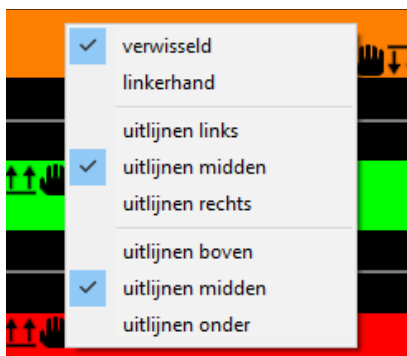 verwisseld
linkerhand
uitlijnen links
uitlijnen midden
uitlijnen rechts
uitlijnen boven
uitlijnen midden
uitlijnen onder